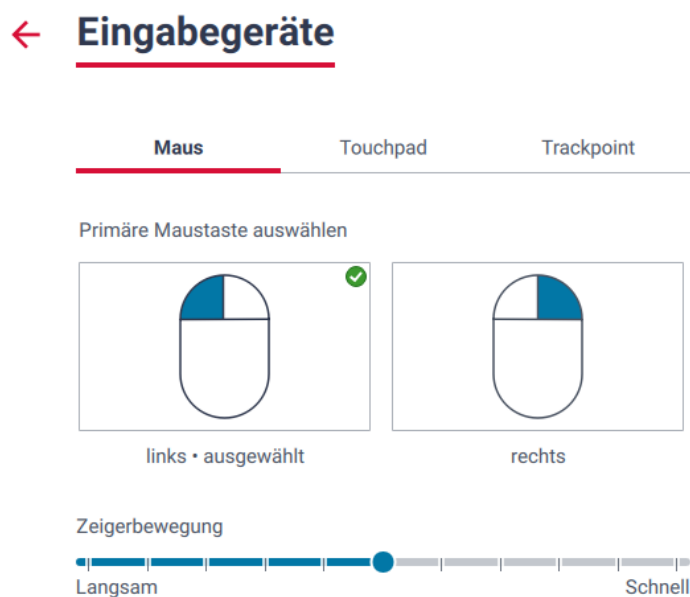 Eingabegeräte
Maus Touchpad Trackpoint
Primäre Maustaste auswählen
links • ausgewählt rechts
Zeigerbewegung
Langsam Schnell